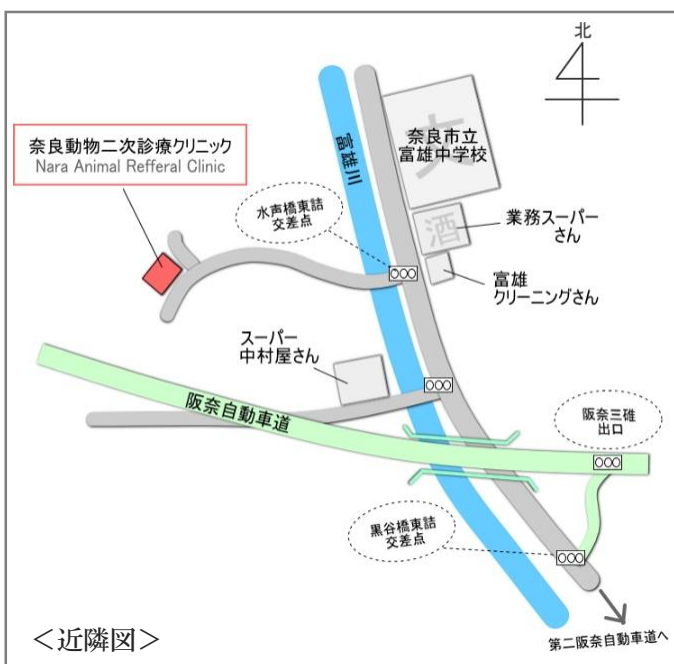 北
奈良動物二次診療クリニック
Nara Animal Refferal Clinic
富雄川
文
奈良市立
富雄中学校
水声橋東詰
交差点
酒
業務スーパー
さん
富雄
クリーニングさん
スーパー
中村屋さん
阪奈自動車道
阪奈三碓
出口
黒谷橋東詰
交差点
第二阪奈自動車道へ
＜近隣図＞